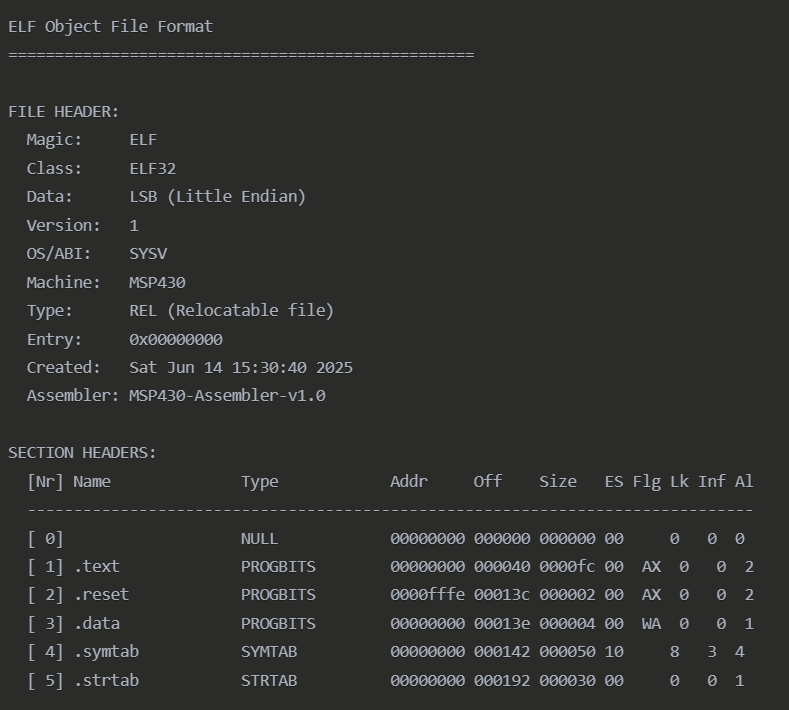 ELF Object File Format
==================================================
FILE HEADER:
Magic: ELF
Class: ELF32
Data: LSB (Little Endian)
Version: 1
OS/ABI: SYSV
Machine: MSP430
Type: REL (Relocatable file)
Entry: 0x00000000
Created: Sat Jun 14 15:30:40 2025
Assembler: MSP430-Assembler-v1.0
SECTION HEADERS:
[Nr] Name Type Addr Off Size ES Flg Lk Inf Al
------------------------------------------------------------------------------
[ 0] NULL 00000000 000000 000000 00 0 0 0
[ 1] .text PROGBITS 00000000 000040 0000fc 00 AX 0 0 2
[ 2] .reset PROGBITS 0000fffe 00013c 000002 00 AX 0 0 2
[ 3] .data PROGBITS 00000000 00013e 000004 00 WA 0 0 1
[ 4] .symtab SYMTAB 00000000 000142 000050 10 8 3 4
[ 5] .strtab STRTAB 00000000 000192 000030 00 0 0 1